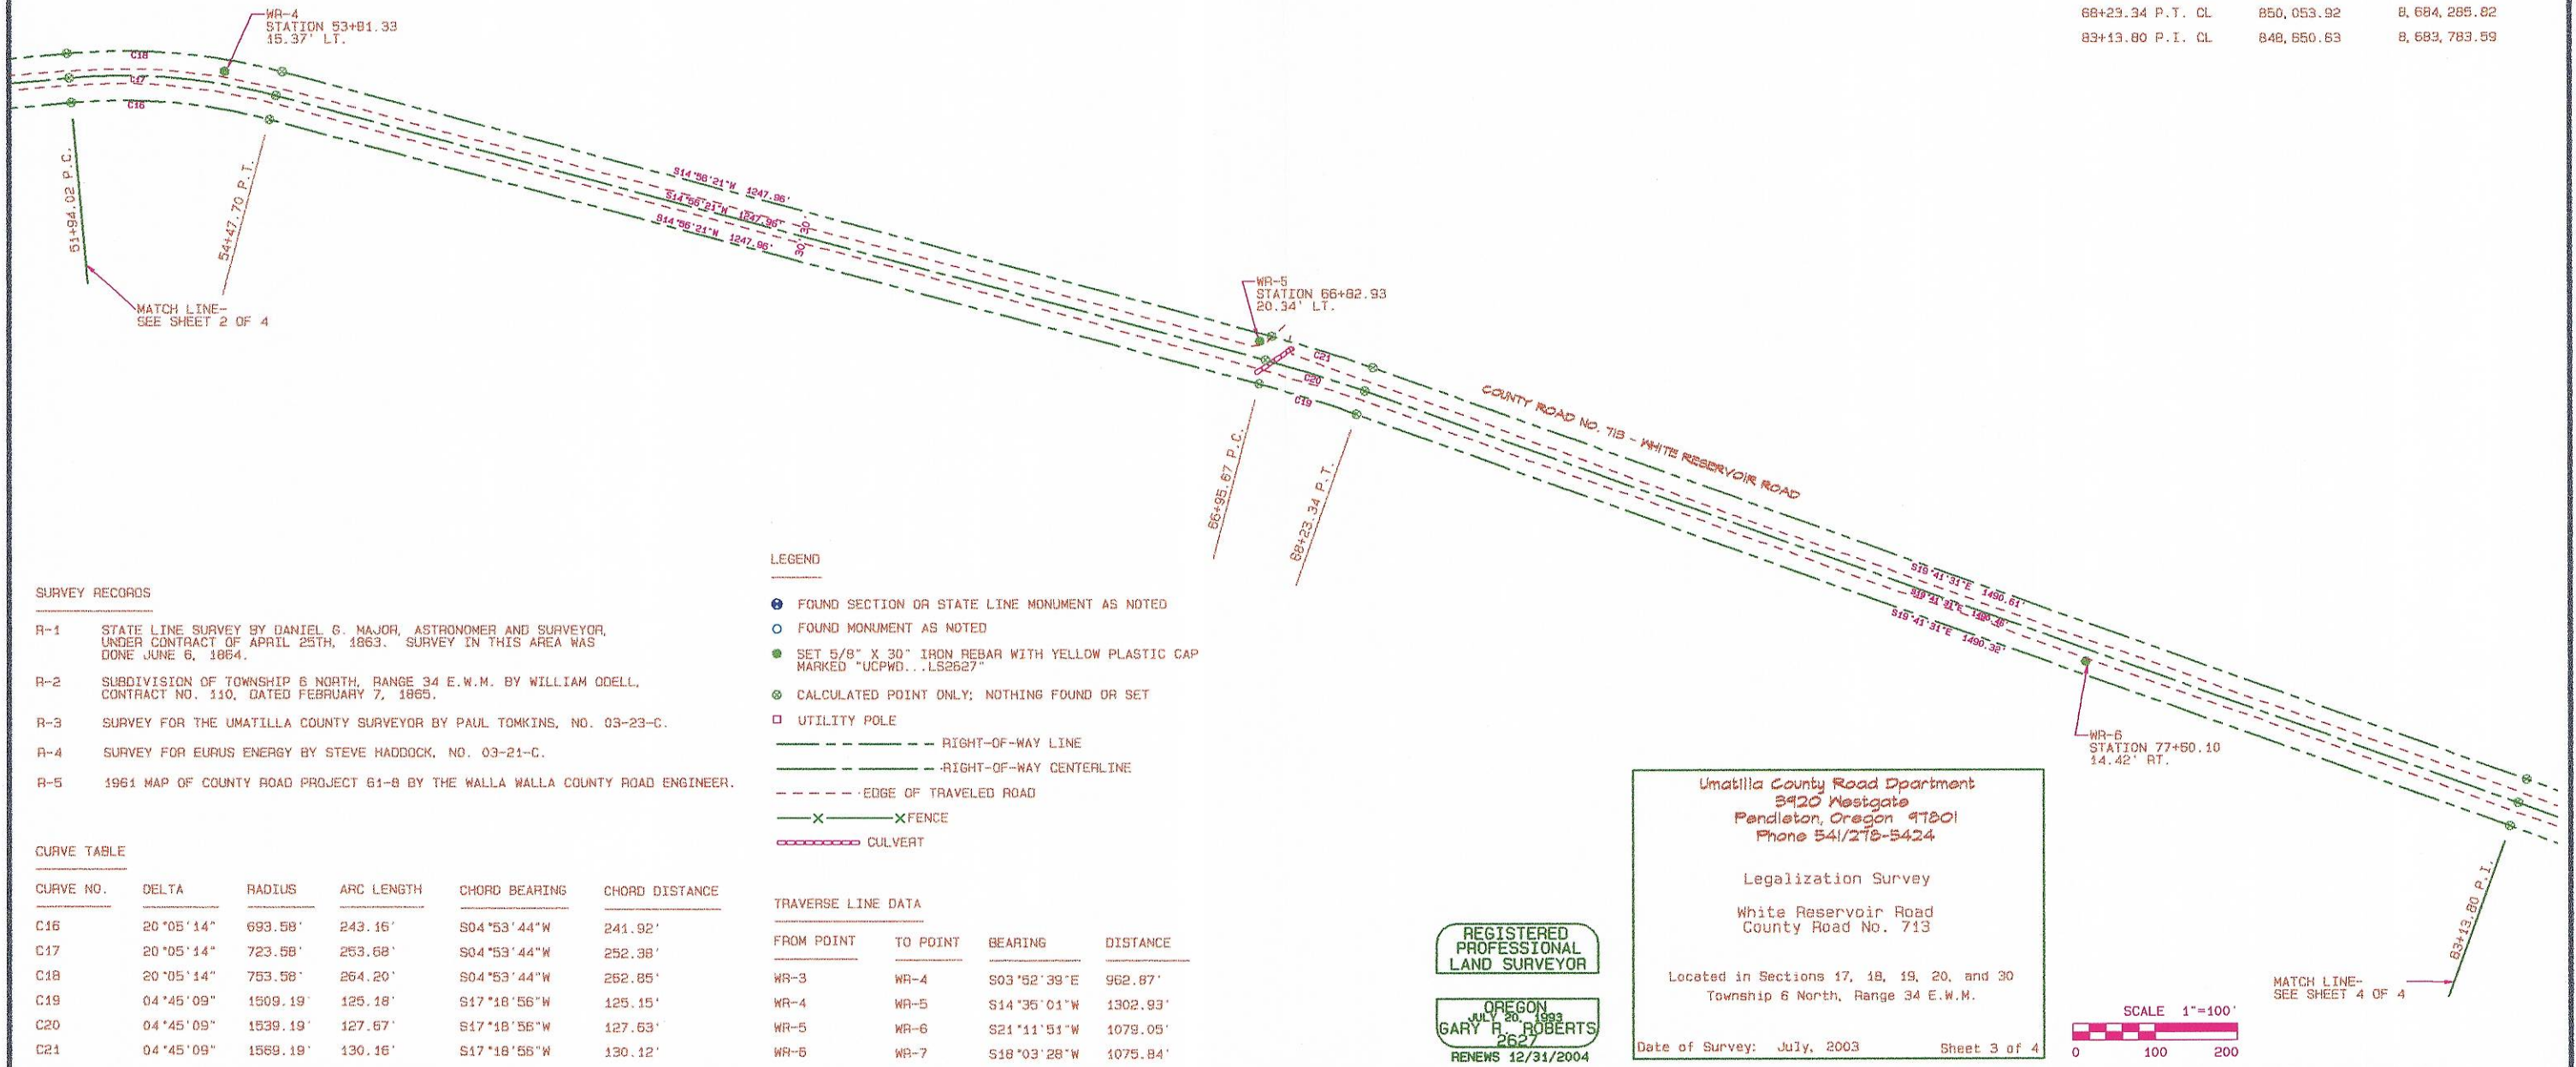 68+23.34 P.T. CL 850,053.92 8,684,285.82
83+13.80 P.I. CL 848,650.63 8,683,783.59
WR-4
STATION 53+81.33
15.37' LT.
C18
C17
C16
51+94.02 P.C.
54+47.70 P.T.
MATCH LINE-
SEE SHEET 2 OF 4
S14°56'21"W 1247.96'
S14°56'21"W 1247.96'
S14°56'21"W 1247.96'
30'
30'
WR-5
STATION 66+82.93
20.34' LT.
C21
C20
C19
66+95.67 P.C.
68+23.34 P.T.
COUNTY ROAD NO. 713 - WHITE RESERVOIR ROAD
S19°41'31"E 1490.61'
S19°41'31"E 1490.46'
S19°41'31"E 1490.32'
WR-6
STATION 77+60.10
14.42' RT.
83+13.80 P.I.
MATCH LINE-
SEE SHEET 4 OF 4
SURVEY RECORDS
R-1 STATE LINE SURVEY BY DANIEL G. MAJOR, ASTRONOMER AND SURVEYOR,
UNDER CONTRACT OF APRIL 25TH, 1863. SURVEY IN THIS AREA WAS
DONE JUNE 6, 1864.
R-2 SUBDIVISION OF TOWNSHIP 6 NORTH, RANGE 34 E.W.M. BY WILLIAM ODELL,
CONTRACT NO. 110, DATED FEBRUARY 7, 1865.
R-3 SURVEY FOR THE UMATILLA COUNTY SURVEYOR BY PAUL TOMKINS, NO. 03-23-C.
R-4 SURVEY FOR EURUS ENERGY BY STEVE HADDOCK, NO. 03-21-C.
R-5 1961 MAP OF COUNTY ROAD PROJECT 61-8 BY THE WALLA WALLA COUNTY ROAD ENGINEER.
CURVE TABLE
CURVE NO. DELTA RADIUS ARC LENGTH CHORD BEARING CHORD DISTANCE
C16 20°05'14" 693.58' 243.16' S04°53'44"W 241.92'
C17 20°05'14" 723.58' 253.68' S04°53'44"W 252.38'
C18 20°05'14" 753.58' 264.20' S04°53'44"W 262.85'
C19 04°45'09" 1509.19' 125.18' S17°18'56"W 125.15'
C20 04°45'09" 1539.19' 127.67' S17°18'56"W 127.63'
C21 04°45'09" 1569.19' 130.16' S17°18'56"W 130.12'
LEGEND
FOUND SECTION OR STATE LINE MONUMENT AS NOTED
FOUND MONUMENT AS NOTED
SET 5/8" X 30" IRON REBAR WITH YELLOW PLASTIC CAP
MARKED "UCPWD...LS2627"
CALCULATED POINT ONLY; NOTHING FOUND OR SET
UTILITY POLE
RIGHT-OF-WAY LINE
RIGHT-OF-WAY CENTERLINE
EDGE OF TRAVELED ROAD
FENCE
CULVERT
TRAVERSE LINE DATA
FROM POINT TO POINT BEARING DISTANCE
WR-3 WR-4 S03°52'39"E 962.87'
WR-4 WR-5 S14°35'01"W 1302.93'
WR-5 WR-6 S21°11'51"W 1079.05'
WR-6 WR-7 S18°03'28"W 1075.84'
REGISTERED
PROFESSIONAL
LAND SURVEYOR
OREGON
JULY 20, 1993
GARY R. ROBERTS
2627
RENEWS 12/31/2004
Umatilla County Road Dpartment
3920 Westgate
Pendleton, Oregon 97801
Phone 541/278-5424
Legalization Survey
White Reservoir Road
County Road No. 713
Located in Sections 17, 18, 19, 20, and 30
Township 6 North, Range 34 E.W.M.
Date of Survey: July, 2003 Sheet 3 of 4
SCALE 1"=100'
0 100 200